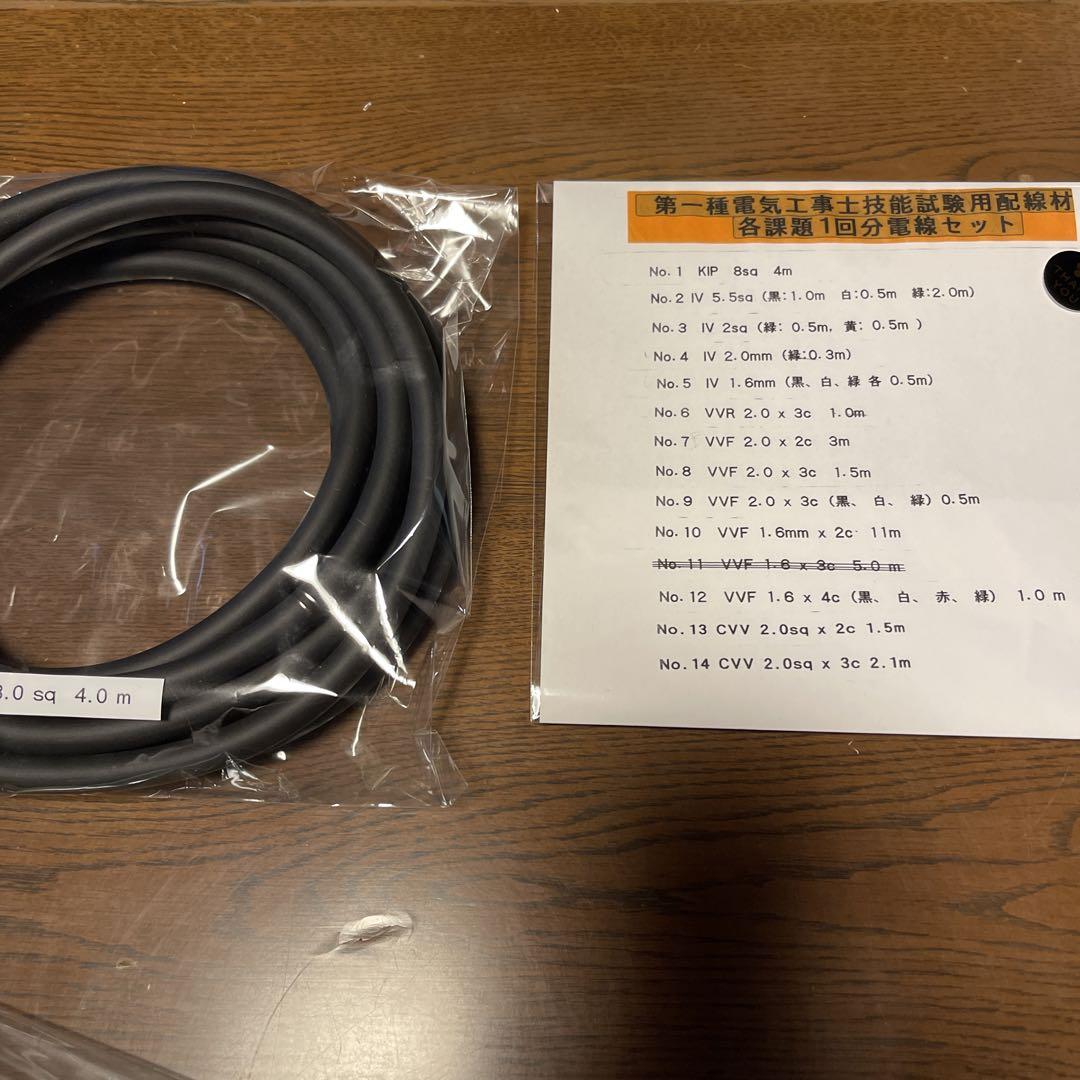 第一種電気工事士技能試験用配線材
各課題1回分電線セット
No.1 KIP 8sq 4m
No.2 IV 5.5sq (黒:1.0m 白:0.5m 緑:2.0m)
No.3 IV 2sq (緑: 0.5m, 黄: 0.5m )
No.4 IV 2.0mm (緑:0.3m)
No.5 IV 1.6mm (黒、白、緑 各 0.5m)
No.6 VVR 2.0 x 3c 1.0m
No.7 VVF 2.0 x 2c 3m
No.8 VVF 2.0 x 3c 1.5m
No.9 VVF 2.0 x 3c (黒、 白、 緑) 0.5m
No.10 VVF 1.6mm x 2c 11m
No.11 VVF 1.6 x 3c 5.0 m
No.12 VVF 1.6 x 4c (黒、 白、 赤、 緑) 1.0 m
No.13 CVV 2.0sq x 2c 1.5m
No.14 CVV 2.0sq x 3c 2.1m
THA
YOU
8.0 sq 4.0 m